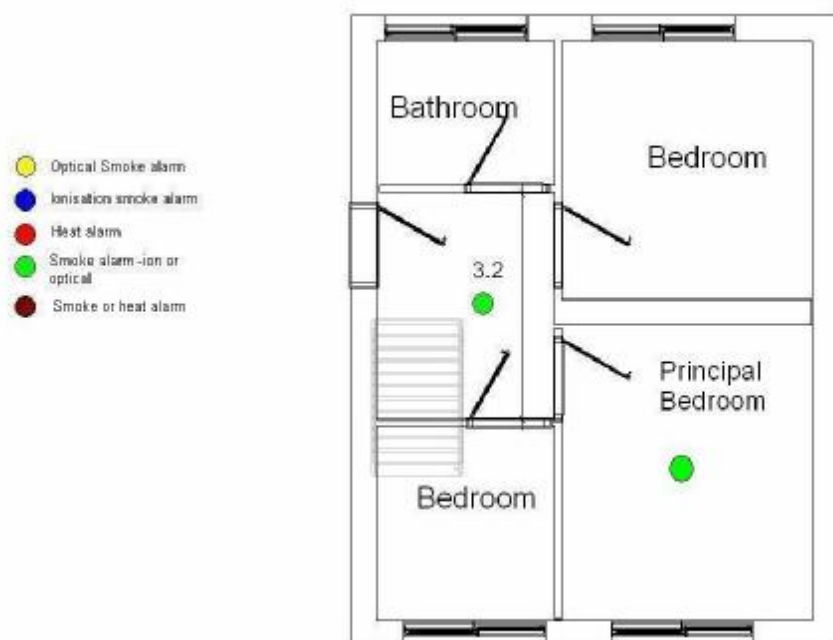 Optical Smoke alarm
Ionisation smoke alarm
Heat alarm
Smoke alarm -ion or
optical
Smoke or heat alarm
Bathroom
Bedroom
3.2
Principal
Bedroom
Bedroom